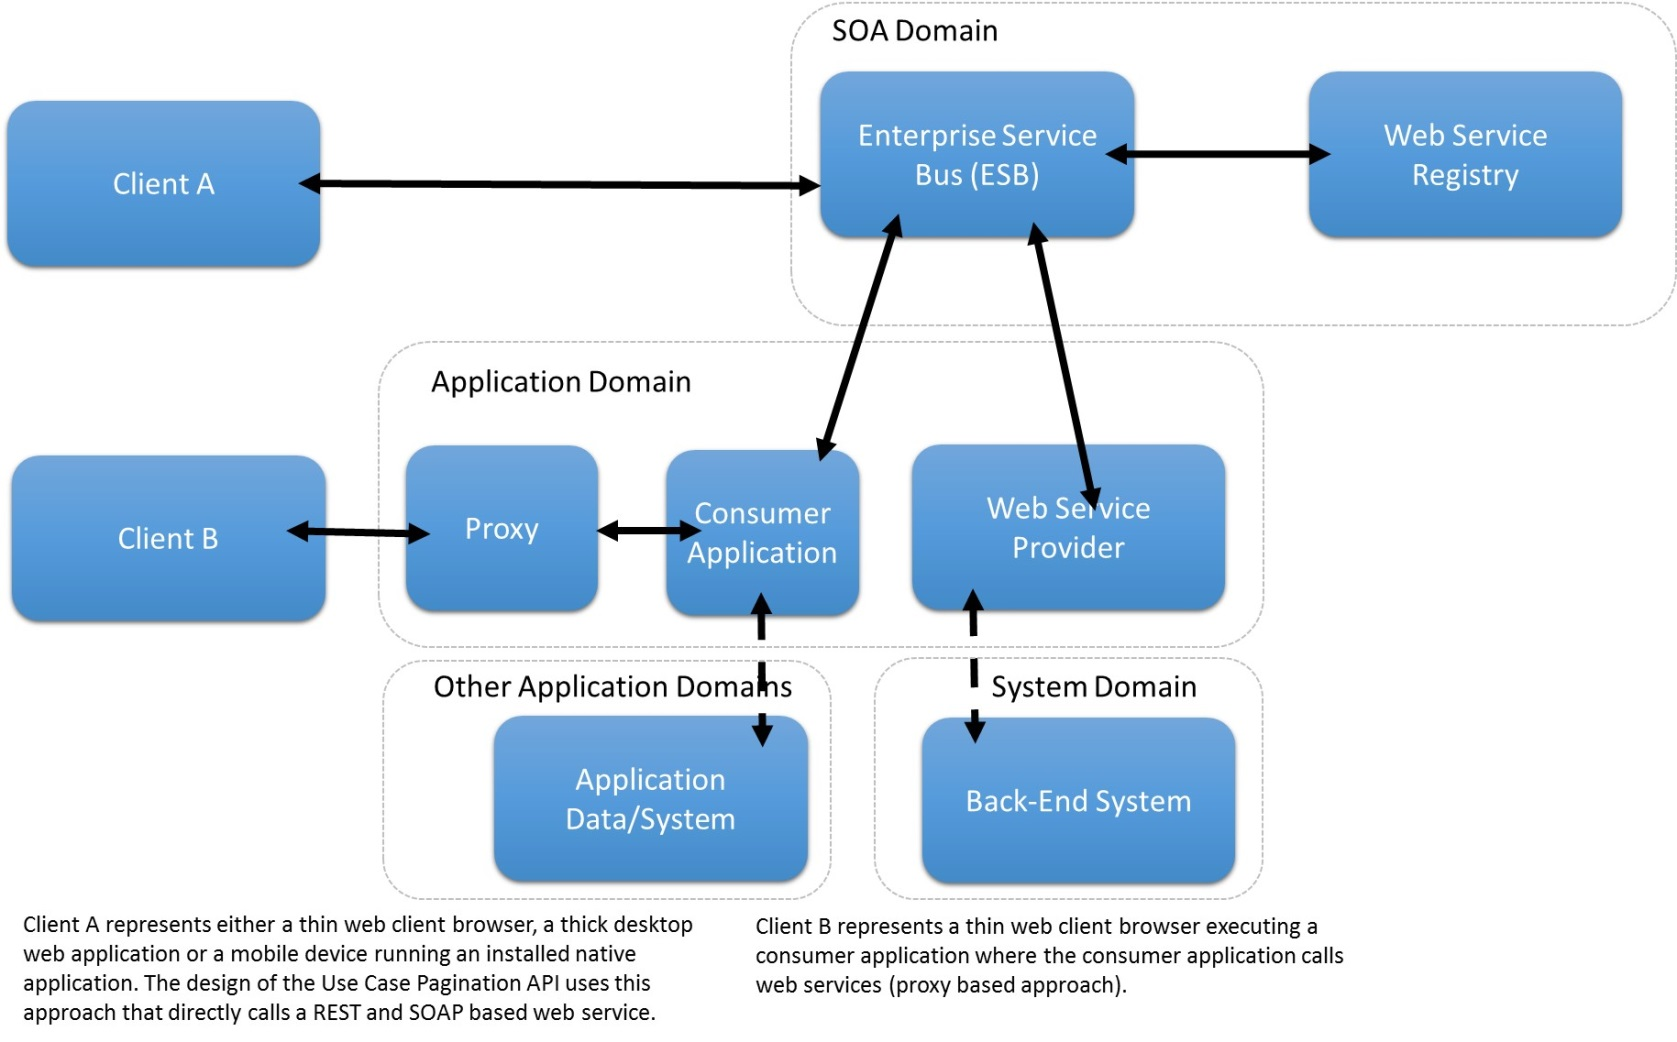 SOA Domain
Client A
Enterprise Service
Bus (ESB)
Web Service
Registry
Application Domain
Client B
Proxy
Consumer
Application
Web Service
Provider
Other Application Domains
System Domain
Application
Data/System
Back-End System
Client A represents either a thin web client browser, a thick desktop
web application or a mobile device running an installed native
application. The design of the Use Case Pagination API uses this
approach that directly calls a REST and SOAP based web service.
Client B represents a thin web client browser executing a
consumer application where the consumer application calls
web services (proxy based approach).